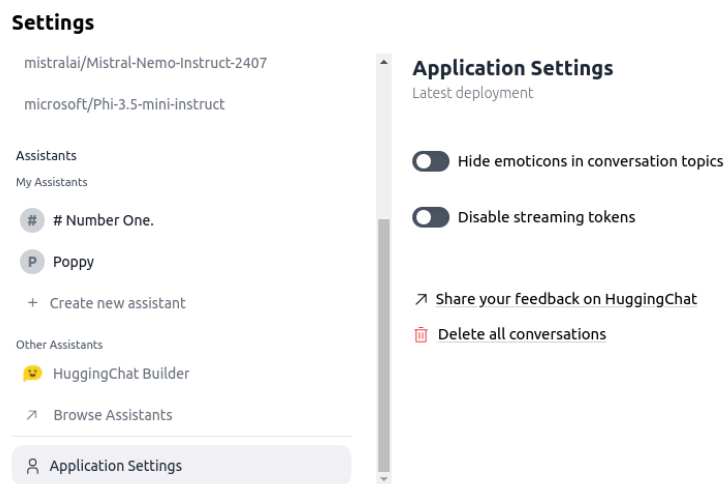 Settings
mistralai/Mistral-Nemo-Instruct-2407
microsoft/Phi-3.5-mini-instruct
Assistants
My Assistants
# # Number One.
P Poppy
+ Create new assistant
Other Assistants
HuggingChat Builder
Browse Assistants
Application Settings
Application Settings
Latest deployment
Hide emoticons in conversation topics
Disable streaming tokens
Share your feedback on HuggingChat
Delete all conversations